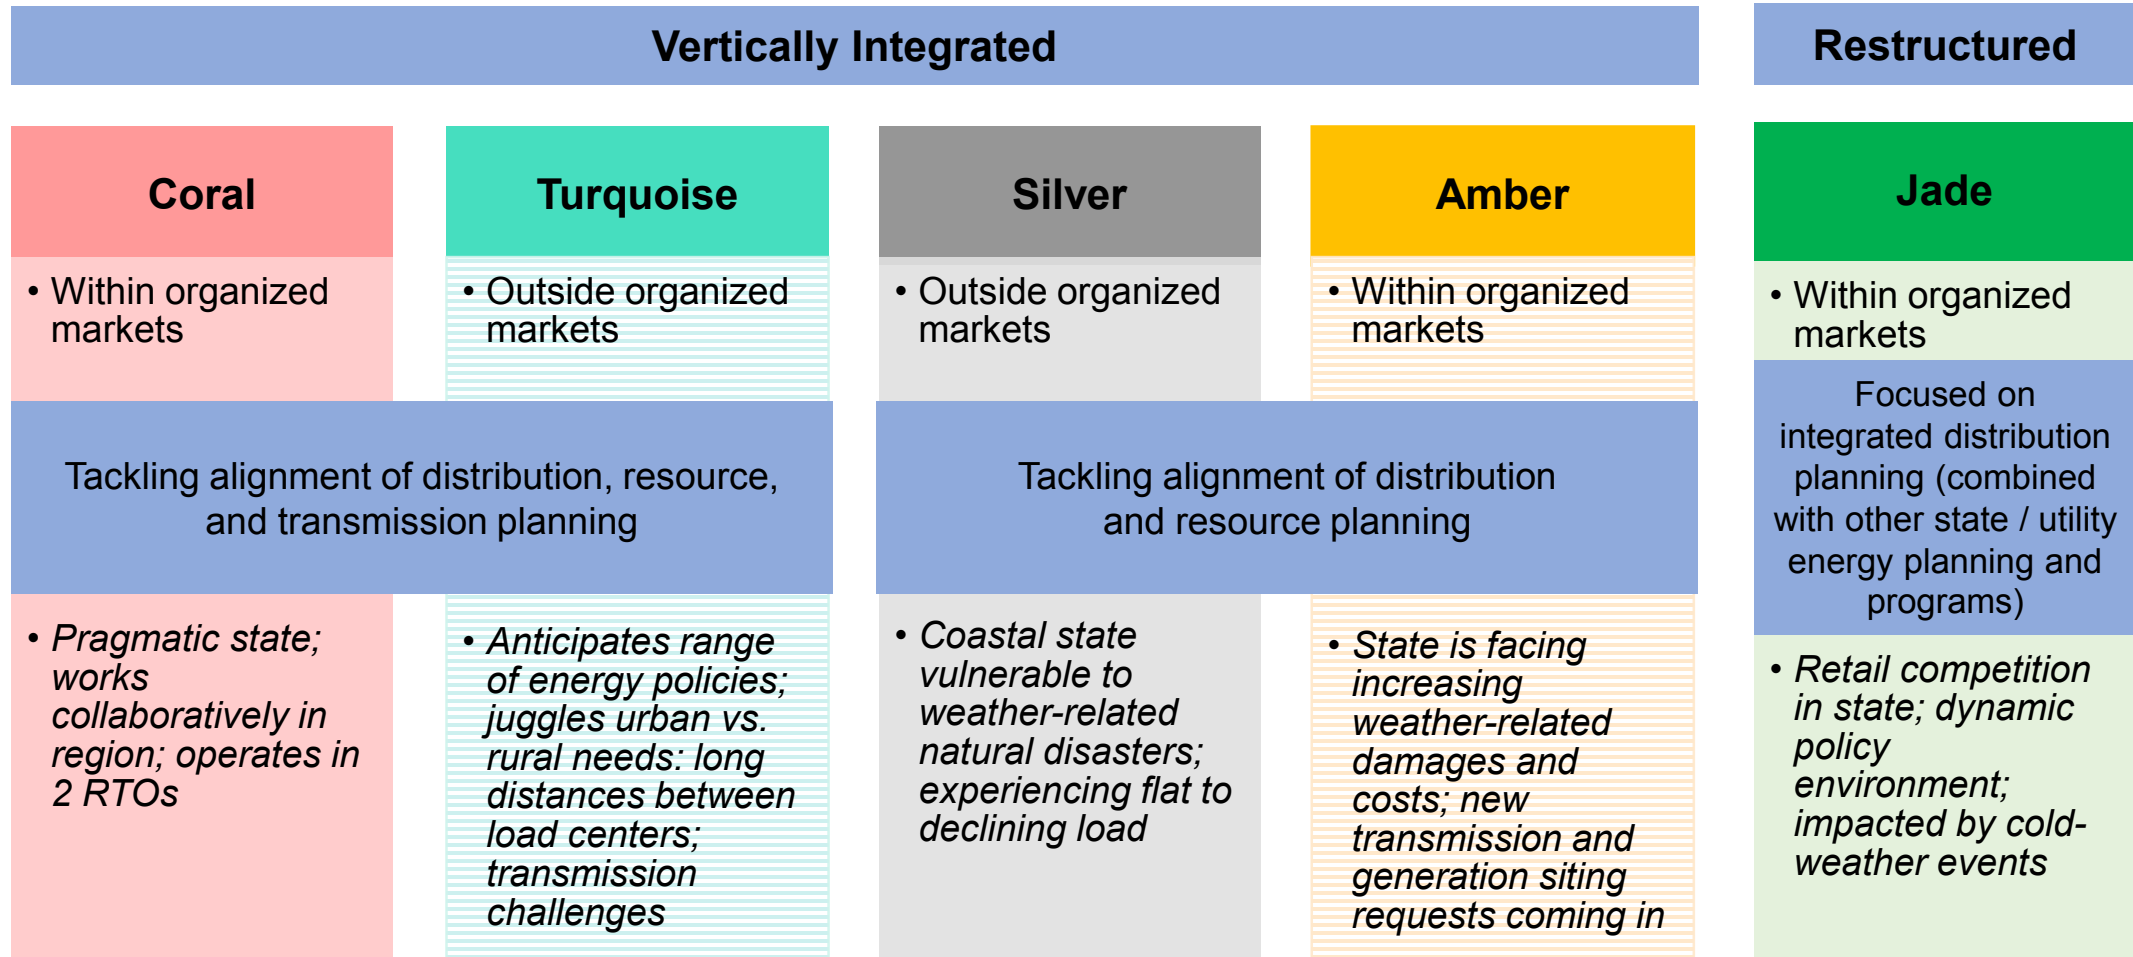 Vertically Integrated
Restructured
Coral
• Within organized
markets
Turquoise
• Outside organized
markets
Tackling alignment of distribution, resource,
and transmission planning
• Pragmatic state;
works
collaboratively in
region; operates in
2 RTOs
• Anticipates range
of energy policies;
juggles urban vs.
rural needs: long
distances between
load centers;
transmission
challenges
Silver
• Outside organized
markets
Amber
• Within organized
markets
Tackling alignment of distribution
and resource planning
• Coastal state
vulnerable to
weather-related
natural disasters;
experiencing flat to
declining load
• State is facing
increasing
weather-related
damages and
costs; new
transmission and
generation siting
requests coming in
Jade
• Within organized
markets
Focused on
integrated distribution
planning (combined
with other state / utility
energy planning and
programs)
• Retail competition
in state; dynamic
policy
environment;
impacted by cold-
weather events